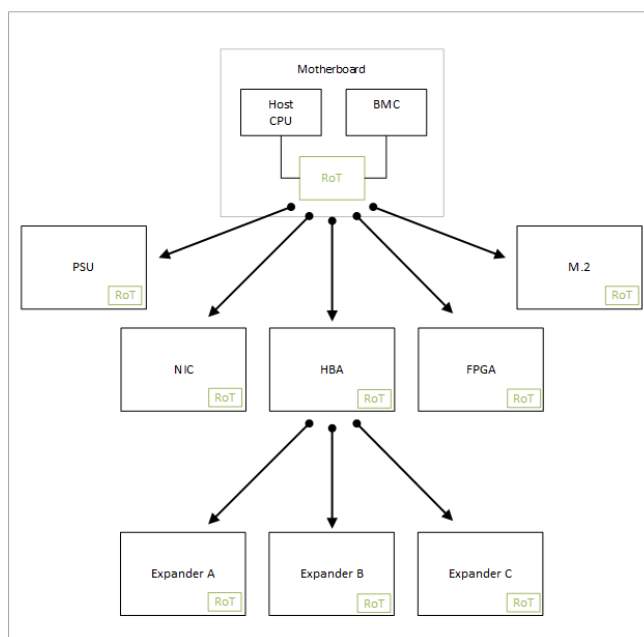 Motherboard
Host
CPU
BMC
RoT
PSU
RoT
M.2
RoT
NIC
RoT
HBA
RoT
FPGA
RoT
Expander A
RoT
Expander B
RoT
Expander C
RoT